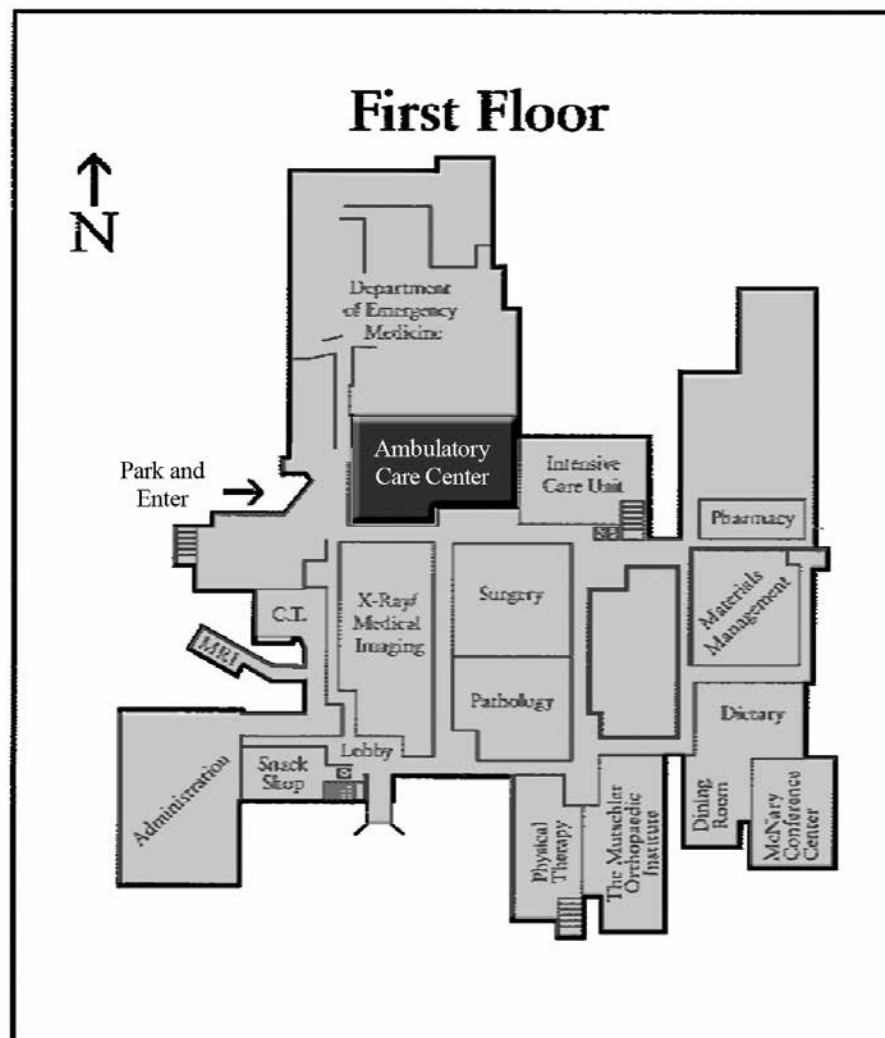 First Floor
N
Department
of Emergency
Medicine
Ambulatory
Care Center
Park and
Enter
Intensive
Care Unit
Pharmacy
C.T.
X-Ray/
Medical
Imaging
Surgery
Materials
Management
MRI
Pathology
Dietary
Administration
Snack
Shop
Lobby
Physical
Therapy
The Mutschler
Orthopaedic
Institute
Dining
Room
McNary
Conference
Center